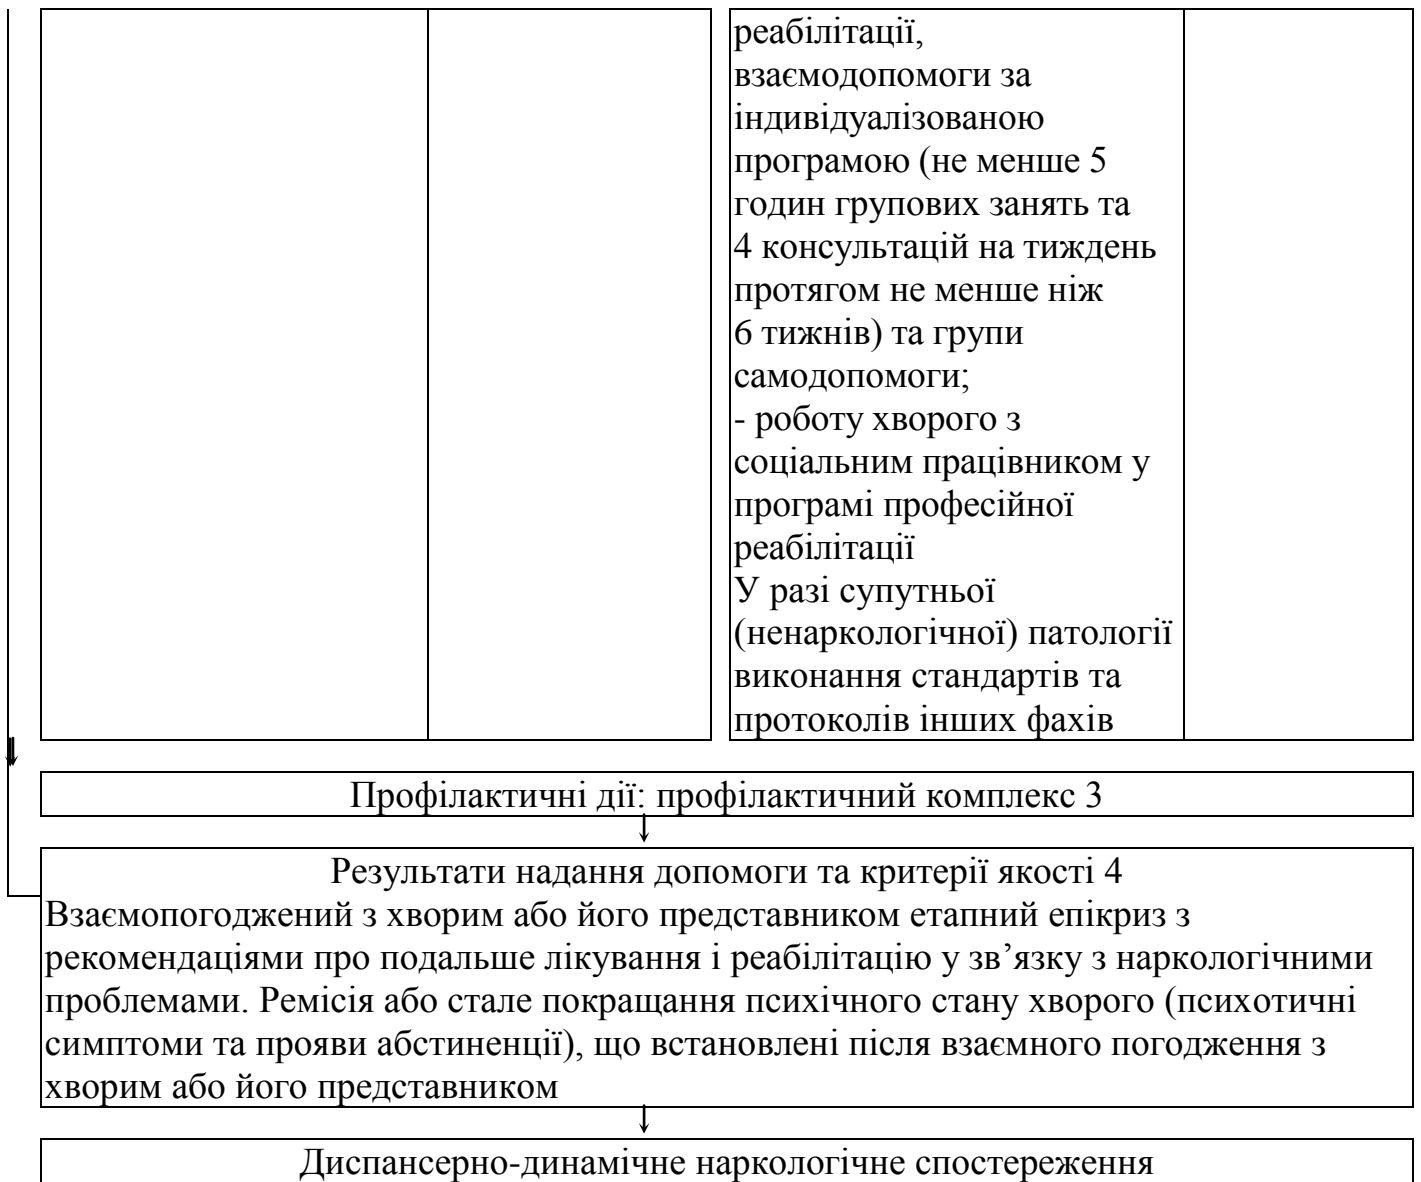 реабілітації,
взаємодопомоги за
індивідуалізованою
програмою (не менше 5
годин групових занять та
4 консультацій на тиждень
протягом не менше ніж
6 тижнів) та групи
самодопомоги;
- роботу хворого з
соціальним працівником у
програмі професійної
реабілітації
У разі супутньої
(ненаркологічної) патології
виконання стандартів та
протоколів інших фахів
Профілактичні дії: профілактичний комплекс 3
Результати надання допомоги та критерії якості 4
Взаємопогоджений з хворим або його представником етапний епікриз з
рекомендаціями про подальше лікування і реабілітацію у зв’язку з наркологічними
проблемами. Ремісія або стале покращання психічного стану хворого (психотичні
симптоми та прояви абстиненції), що встановлені після взаємного погодження з
хворим або його представником
Диспансерно-динамічне наркологічне спостереження